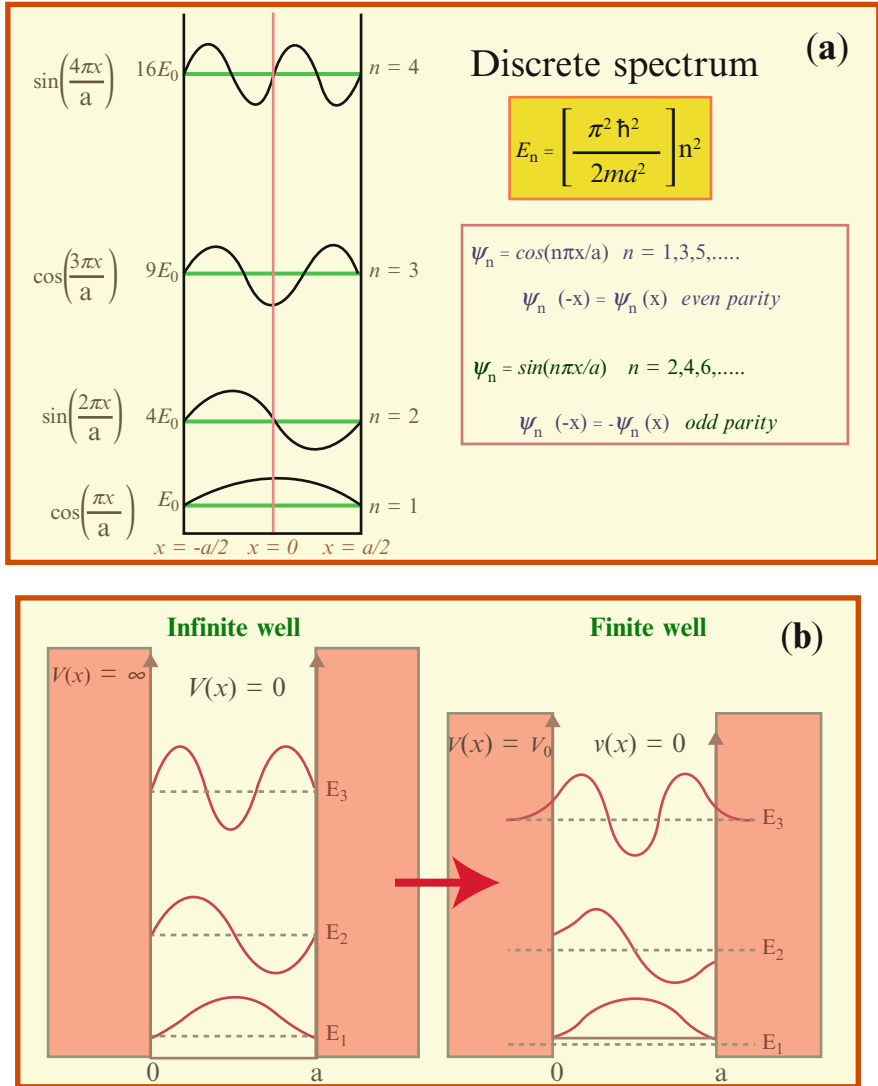 (a)
Discrete spectrum
sin(4πx/a) 16E₀ n = 4
Eₙ = [π² ħ² / 2ma²] n²
cos(3πx/a) 9E₀ n = 3
ψₙ = cos(nπx/a) n = 1,3,5,.....
ψₙ (-x) = ψₙ (x) even parity
ψₙ = sin(nπx/a) n = 2,4,6,.....
ψₙ (-x) = -ψₙ (x) odd parity
sin(2πx/a) 4E₀ n = 2
cos(πx/a) E₀ n = 1
x = -a/2 x = 0 x = a/2
(b)
Infinite well
V(x) = ∞ V(x) = 0
E₃
E₂
E₁
0 a
Finite well
V(x) = V₀ v(x) = 0
E₃
E₂
E₁
0 a